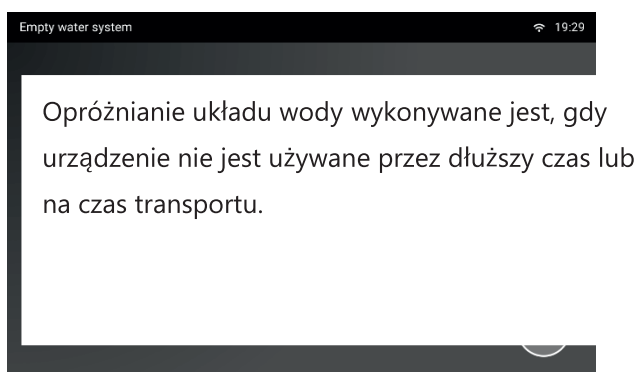 Empty water system 19:29
Opróżnianie układu wody wykonywane jest, gdy
urządzenie nie jest używane przez dłuższy czas lub
na czas transportu.